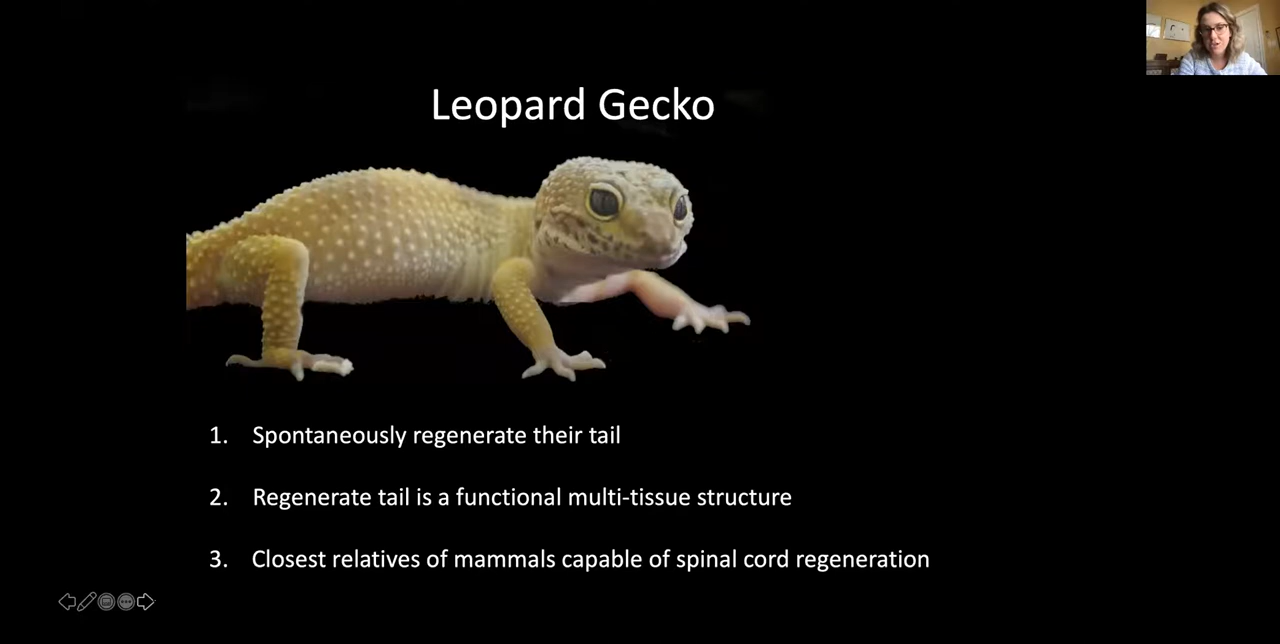 Leopard Gecko
1. Spontaneously regenerate their tail
2. Regenerate tail is a functional multi-tissue structure
3. Closest relatives of mammals capable of spinal cord regeneration